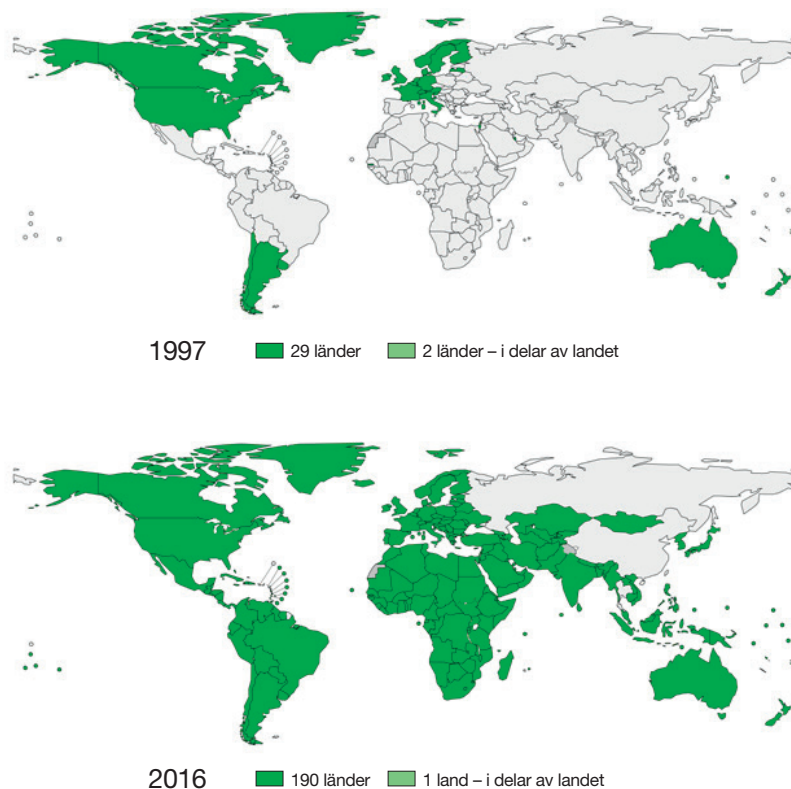 1997 29 länder 2 länder – i delar av landet
2016 190 länder 1 land – i delar av landet